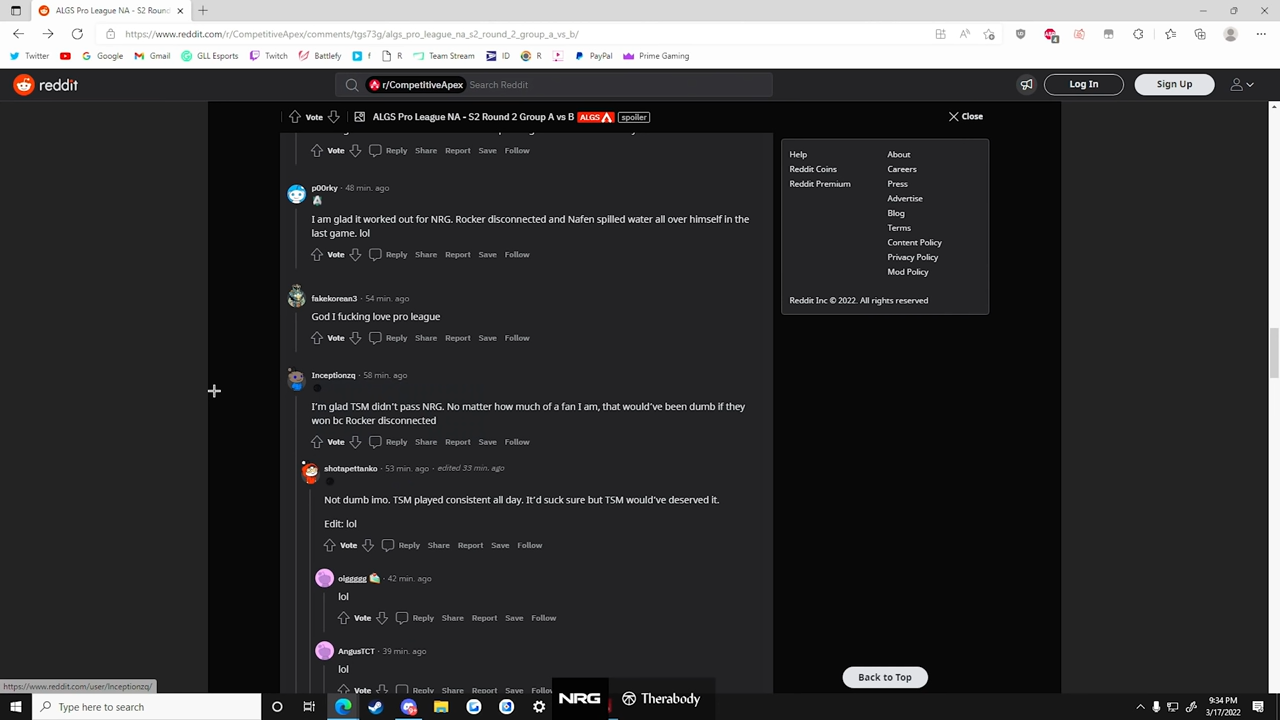 ALGS Pro League NA - S2 Round 2
https://www.reddit.com/r/CompetitiveApex/comments/tgs73g/algs_pro_league_na_s2_round_2_group_a_vs_b/
4
Twitter YouTube Google Gmail GLL Esports Twitch Battlefy f R Team Stream ID R PayPal Prime Gaming
reddit r/CompetitiveApex Search Reddit Log In Sign Up
Vote ALGS Pro League NA - S2 Round 2 Group A vs B ALGS spoiler Close
Vote Reply Share Report Save Follow
p00rky · 48 min. ago
I am glad it worked out for NRG. Rocker disconnected and Nafen spilled water all over himself in the
last game. lol
Vote Reply Share Report Save Follow
fakekorean3 · 54 min. ago
God I fucking love pro league
Vote Reply Share Report Save Follow
Inceptionzq · 58 min. ago
I'm glad TSM didn't pass NRG. No matter how much of a fan I am, that would've been dumb if they
won bc Rocker disconnected
Vote Reply Share Report Save Follow
shotapettanko · 53 min. ago · edited 33 min. ago
Not dumb imo. TSM played consistent all day. It'd suck sure but TSM would've deserved it.
Edit: lol
Vote Reply Share Report Save Follow
oiggggg · 42 min. ago
lol
Vote Reply Share Report Save Follow
AngusTCT · 39 min. ago
lol
Vote Reply Share Report Save Follow
Help About
Reddit Coins Careers
Reddit Premium Press
Advertise
Blog
Terms
Content Policy
Privacy Policy
Mod Policy
Reddit Inc © 2022. All rights reserved
Back to Top
https://www.reddit.com/user/Inceptionzq/
Type here to search
NRG Therabody
9:34 PM
3/17/2022